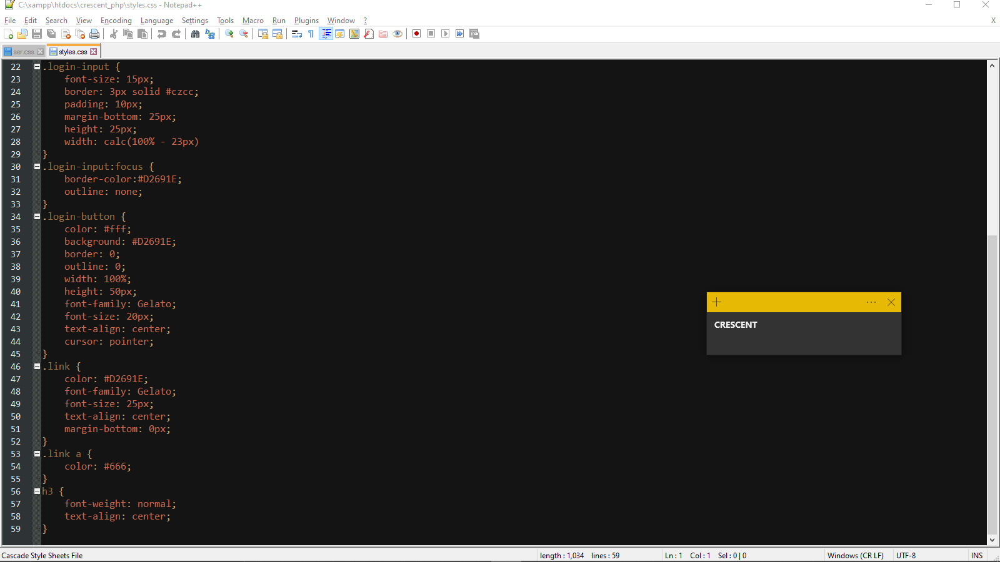 C:\xampp\htdocs\crescent_php\styles.css - Notepad++
File Edit Search View Encoding Language Settings Tools Macro Run Plugins Window ? X
ser.css styles.css
22 .login-input {
23 font-size: 15px;
24 border: 3px solid #czcc;
25 padding: 10px;
26 margin-bottom: 25px;
27 height: 25px;
28 width: calc(100% - 23px)
29 }
30 .login-input:focus {
31 border-color:#D2691E;
32 outline: none;
33 }
34 .login-button {
35 color: #fff;
36 background: #D2691E;
37 border: 0;
38 outline: 0;
39 width: 100%;
40 height: 50px;
41 font-family: Gelato;
42 font-size: 20px;
43 text-align: center;
44 cursor: pointer;
45 }
46 .link {
47 color: #D2691E;
48 font-family: Gelato;
49 font-size: 25px;
50 text-align: center;
51 margin-bottom: 0px;
52 }
53 .link a {
54 color: #666;
55 }
56 h3 {
57 font-weight: normal;
58 text-align: center;
59 }
CRESCENT
Cascade Style Sheets File length : 1,034 lines : 59 Ln : 1 Col : 1 Sel : 0 | 0 Windows (CR LF) UTF-8 INS